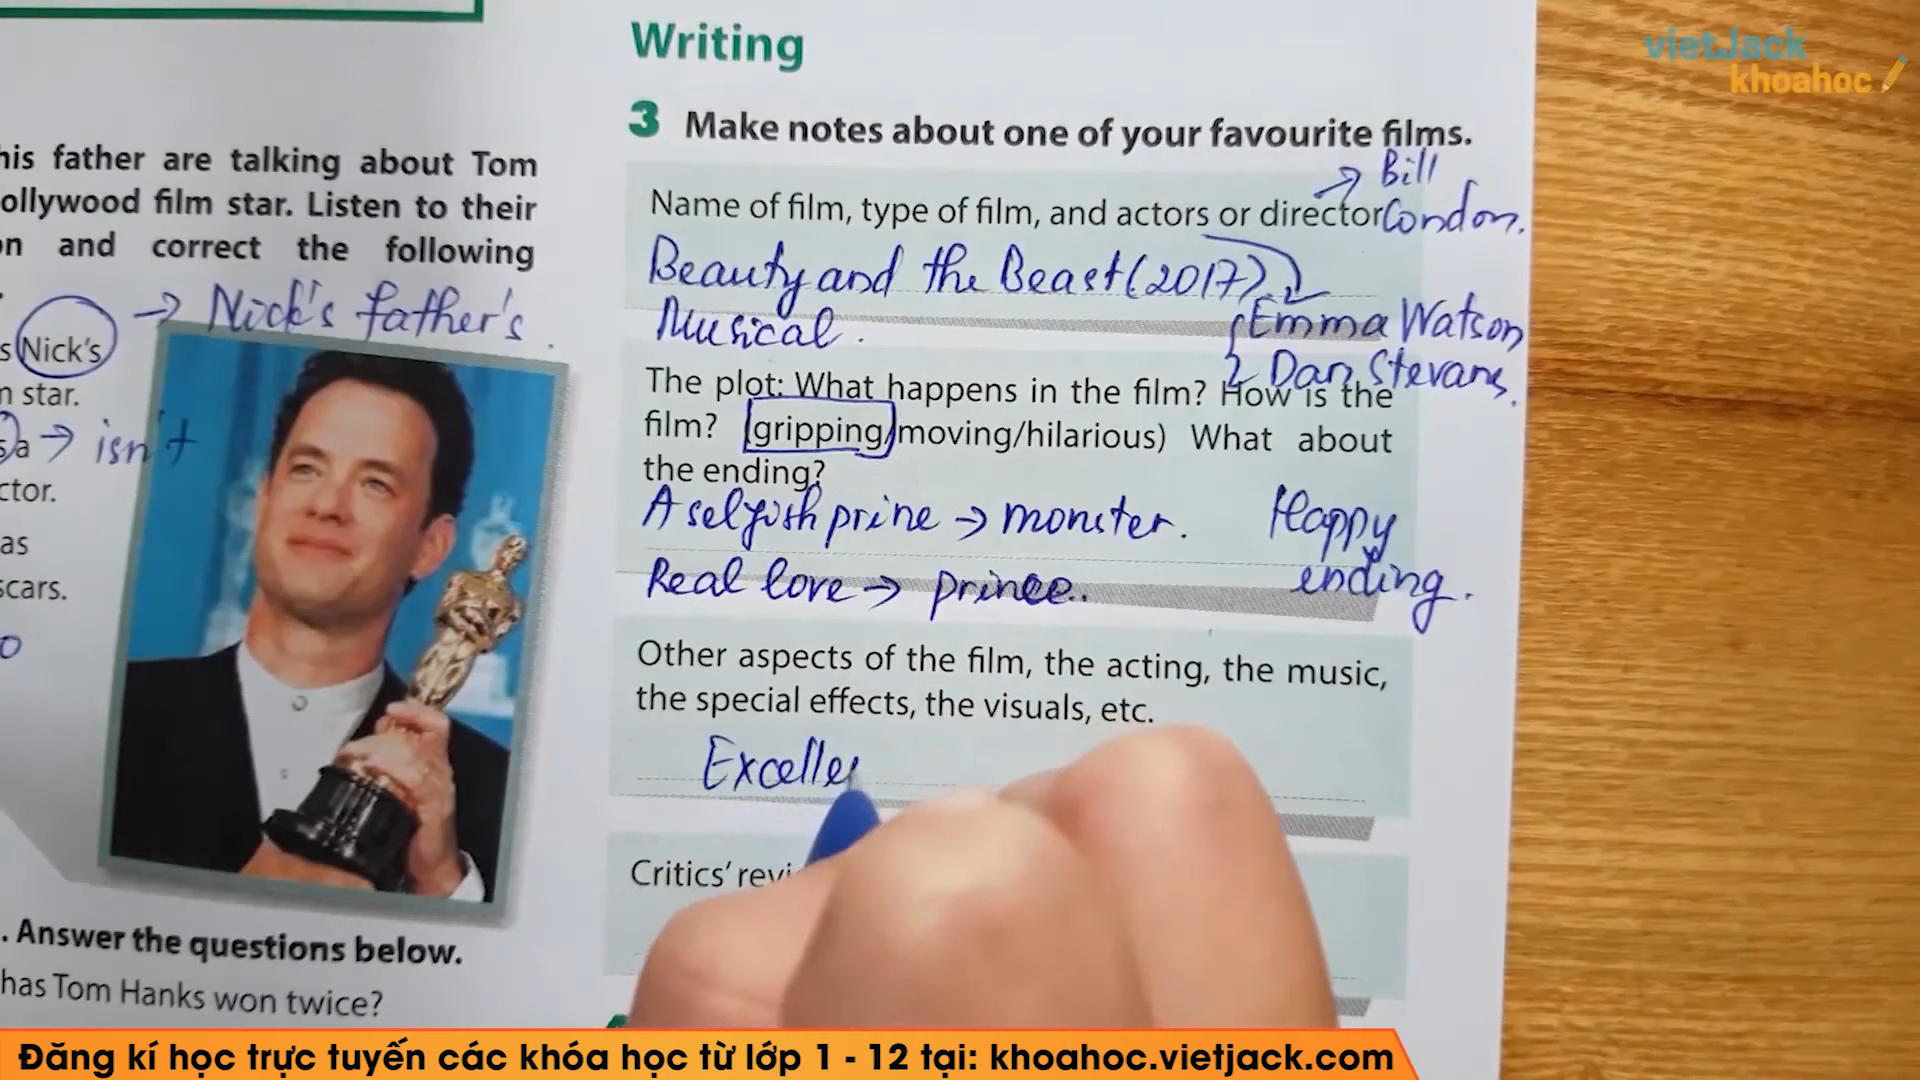 his father are talking about Tom
ollywood film star. Listen to their
on and correct the following
→ Nick's father's.
s Nick's
m star.
s a → isn't
ctor.
as
scars.
. Answer the questions below.
has Tom Hanks won twice?
Writing
3 Make notes about one of your favourite films.
→ Bill
Name of film, type of film, and actors or director Condon.
Beauty and the Beast (2017).
Musical.
Emma Watson
Dan Stevans.
The plot: What happens in the film? How is the
film? (gripping/moving/hilarious) What about
the ending?
A selfish prine → monster. Happy
Real love → prince.. ending.
Other aspects of the film, the acting, the music,
the special effects, the visuals, etc.
Excelle
Critics' revi
vietJack
khoahoc
Đăng kí học trực tuyến các khóa học từ lớp 1 - 12 tại: khoahoc.vietjack.com